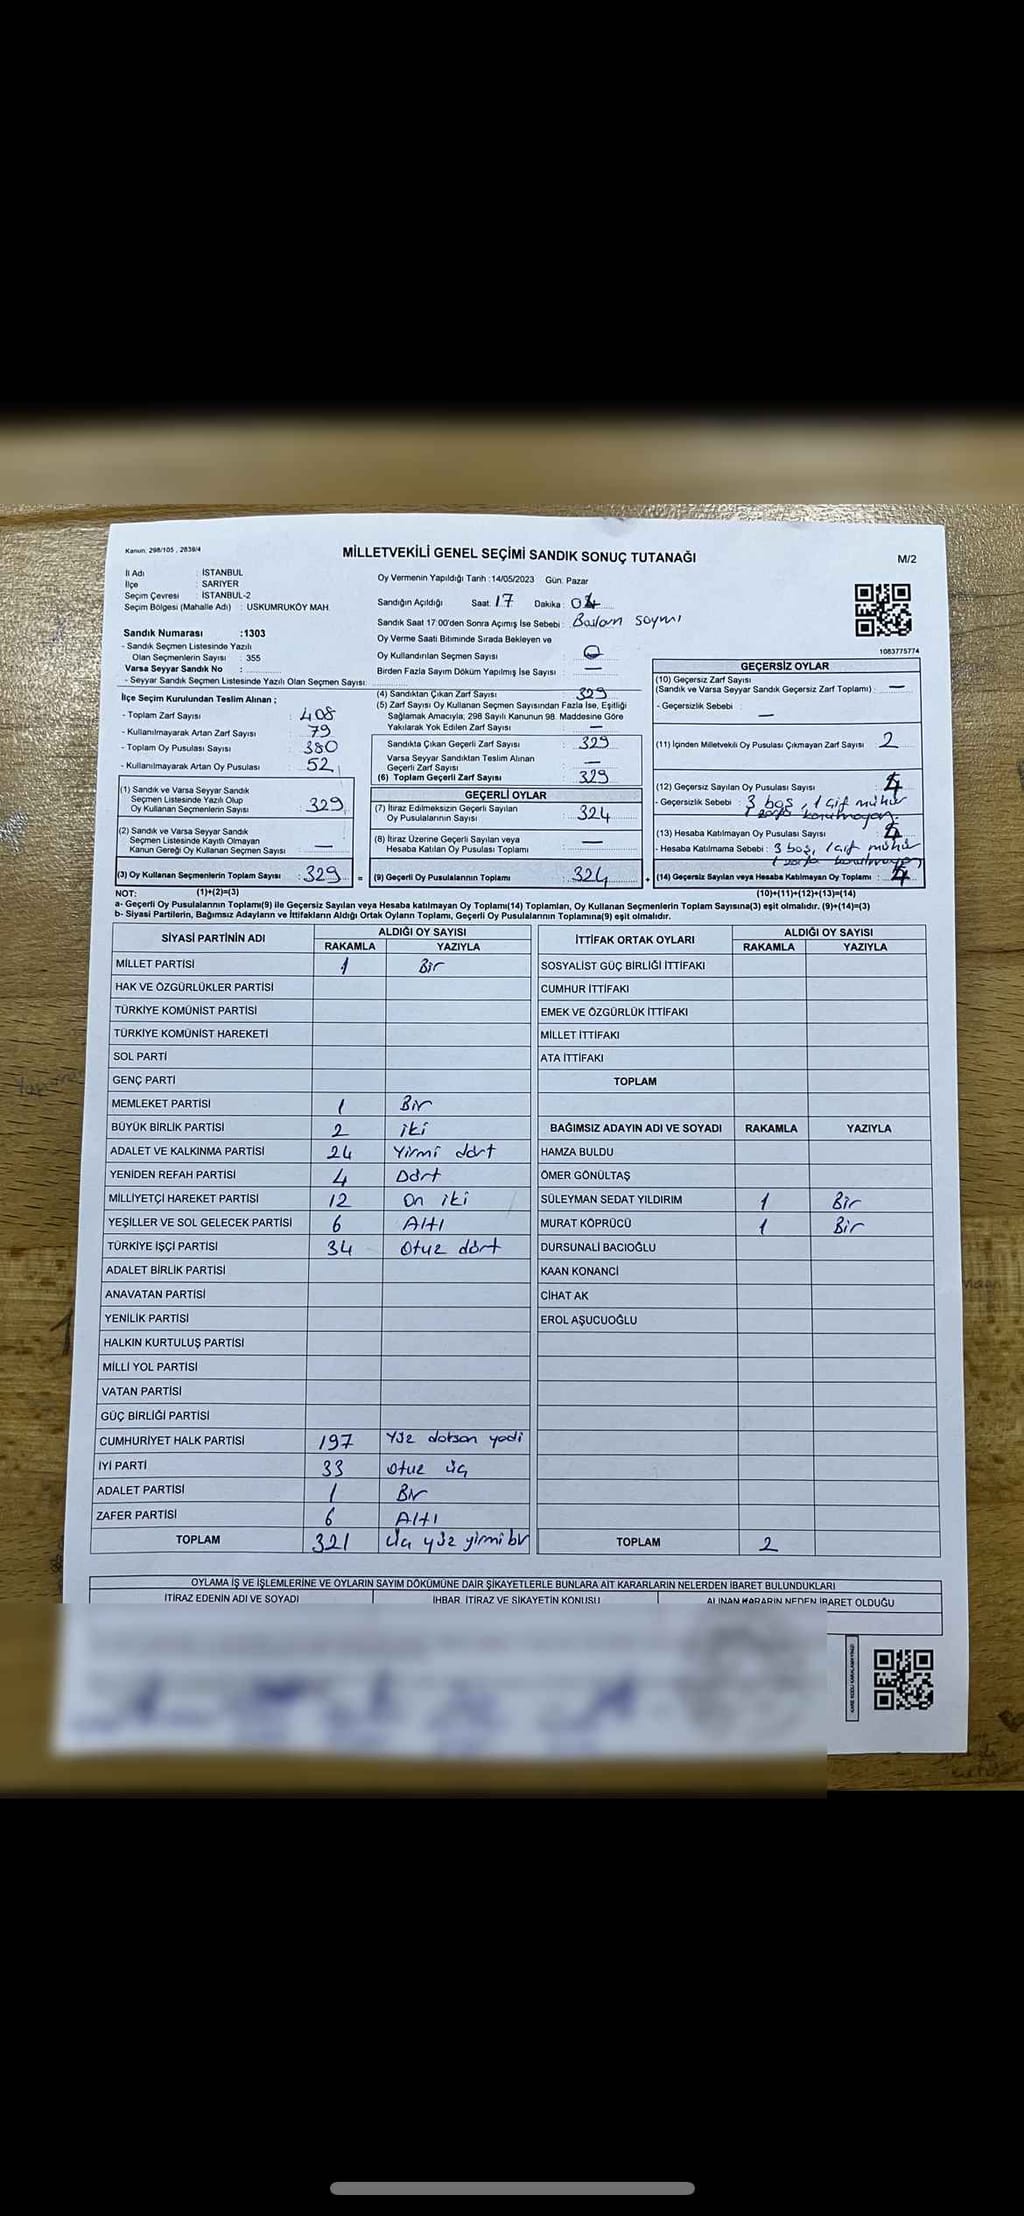 Kanun. 298/105 , 2839/4
MİLLETVEKİLİ GENEL SEÇİMİ SANDIK SONUÇ TUTANAĞI
M/2
İl Adı : İSTANBUL
İlçe : SARIYER
Seçim Çevresi : İSTANBUL-2
Seçim Bölgesi (Mahalle Adı) : USKUMRUKÖY MAH.
Oy Vermenin Yapıldığı Tarih : 14/05/2023 Gün. Pazar
Sandığın Açıldığı Saat: 17 Dakika :
Sandık Saat 17:00'den Sonra Açılmış İse Sebebi :
Oy Verme Saati Bitiminde Sırada Bekleyen ve
Oy Kullandırılan Seçmen Sayısı : 0
Birden Fazla Sayım Döküm Yapılmış İse Sayısı : —
1083775774
Sandık Numarası :1303
- Sandık Seçmen Listesinde Yazılı
Olan Seçmenlerin Sayısı : 355
Varsa Seyyar Sandık No :
- Seyyar Sandık Seçmen Listesinde Yazılı Olan Seçmen Sayısı:
İlçe Seçim Kurulundan Teslim Alınan ;
- Toplam Zarf Sayısı : 408
- Kullanılmayarak Artan Zarf Sayısı : 79
- Toplam Oy Pusulası Sayısı : 380
- Kullanılmayarak Artan Oy Pusulası : 52
(1) Sandık ve Varsa Seyyar Sandık
Seçmen Listesinde Yazılı Olup
Oy Kullanan Seçmenlerin Sayısı : 329
(2) Sandık ve Varsa Seyyar Sandık
Seçmen Listesinde Kayıtlı Olmayan
Kanun Gereği Oy Kullanan Seçmen Sayısı : —
(3) Oy Kullanan Seçmenlerin Toplam Sayısı : 329 =
(4) Sandıktan Çıkan Zarf Sayısı : 329
(5) Zarf Sayısı Oy Kullanan Seçmen Sayısından Fazla İse, Eşitliği
Sağlamak Amacıyla, 298 Sayılı Kanunun 98. Maddesine Göre
Yakılarak Yok Edilen Zarf Sayısı : —
Sandıkta Çıkan Geçerli Zarf Sayısı : 329
Varsa Seyyar Sandıktan Teslim Alınan
Geçerli Zarf Sayısı : —
(6) Toplam Geçerli Zarf Sayısı : 329
GEÇERLİ OYLAR
(7) İtiraz Edilmeksizin Geçerli Sayılan
Oy Pusulalarının Sayısı : 324
(8) İtiraz Üzerine Geçerli Sayılan veya
Hesaba Katılan Oy Pusulası Toplamı : —
(9) Geçerli Oy Pusulalarının Toplamı : 324 +
GEÇERSİZ OYLAR
(10) Geçersiz Zarf Sayısı
(Sandık ve Varsa Seyyar Sandık Geçersiz Zarf Toplamı) : —
- Geçersizlik Sebebi : —
(11) İçinden Milletvekili Oy Pusulası Çıkmayan Zarf Sayısı : 2
(12) Geçersiz Sayılan Oy Pusulası Sayısı :
- Geçersizlik Sebebi : 3 boş, 1 çift mühür
(13) Hesaba Katılmayan Oy Pusulası Sayısı :
- Hesaba Katılmama Sebebi : 3 boş, 1 çift mühür
(14) Geçersiz Sayılan veya Hesaba Katılmayan Oy Toplamı :
NOT: (1)+(2)=(3)
(10)+(11)+(12)+(13)=(14)
a- Geçerli Oy Pusulalarının Toplamı(9) ile Geçersiz Sayılan veya Hesaba katılmayan Oy Toplamı(14) Toplamları, Oy Kullanan Seçmenlerin Toplam Sayısına(3) eşit olmalıdır. (9)+(14)=(3)
b- Siyasi Partilerin, Bağımsız Adayların ve İttifakların Aldığı Ortak Oyların Toplamı, Geçerli Oy Pusulalarının Toplamına(9) eşit olmalıdır.
SİYASİ PARTİNİN ADI ALDIĞI OY SAYISI
RAKAMLA YAZIYLA
MİLLET PARTİSİ 1 Bir
HAK VE ÖZGÜRLÜKLER PARTİSİ
TÜRKİYE KOMÜNİST PARTİSİ
TÜRKİYE KOMÜNİST HAREKETİ
SOL PARTİ
GENÇ PARTİ
MEMLEKET PARTİSİ 1 Bir
BÜYÜK BİRLİK PARTİSİ 2 iki
ADALET VE KALKINMA PARTİSİ 24 Yirmi dört
YENİDEN REFAH PARTİSİ 4 Dört
MİLLİYETÇİ HAREKET PARTİSİ 12 On iki
YEŞİLLER VE SOL GELECEK PARTİSİ 6 Altı
TÜRKİYE İŞÇİ PARTİSİ 34 Otuz dört
ADALET BİRLİK PARTİSİ
ANAVATAN PARTİSİ
YENİLİK PARTİSİ
HALKIN KURTULUŞ PARTİSİ
MİLLİ YOL PARTİSİ
VATAN PARTİSİ
GÜÇ BİRLİĞİ PARTİSİ
CUMHURİYET HALK PARTİSİ 197 Yüz doksan yedi
İYİ PARTİ 33 otuz üç
ADALET PARTİSİ 1 Bir
ZAFER PARTİSİ 6 Altı
TOPLAM 321 Üç yüz yirmi bir
İTTİFAK ORTAK OYLARI ALDIĞI OY SAYISI
RAKAMLA YAZIYLA
SOSYALİST GÜÇ BİRLİĞİ İTTİFAKI
CUMHUR İTTİFAKI
EMEK VE ÖZGÜRLÜK İTTİFAKI
MİLLET İTTİFAKI
ATA İTTİFAKI
TOPLAM
BAĞIMSIZ ADAYIN ADI VE SOYADI RAKAMLA YAZIYLA
HAMZA BULDU
ÖMER GÖNÜLTAŞ
SÜLEYMAN SEDAT YILDIRIM 1 Bir
MURAT KÖPRÜCÜ 1 Bir
DURSUNALİ BACIOĞLU
KAAN KONANCİ
CİHAT AK
EROL AŞUCUOĞLU
TOPLAM 2
OYLAMA İŞ VE İŞLEMLERİNE VE OYLARIN SAYIM DÖKÜMÜNE DAİR ŞİKAYETLERLE BUNLARA AİT KARARLARIN NELERDEN İBARET BULUNDUKLARI
İTİRAZ EDENİN ADI VE SOYADI İHBAR, İTİRAZ VE ŞİKAYETİN KONUSU ALINAN KARARIN NEDEN İBARET OLDUĞU